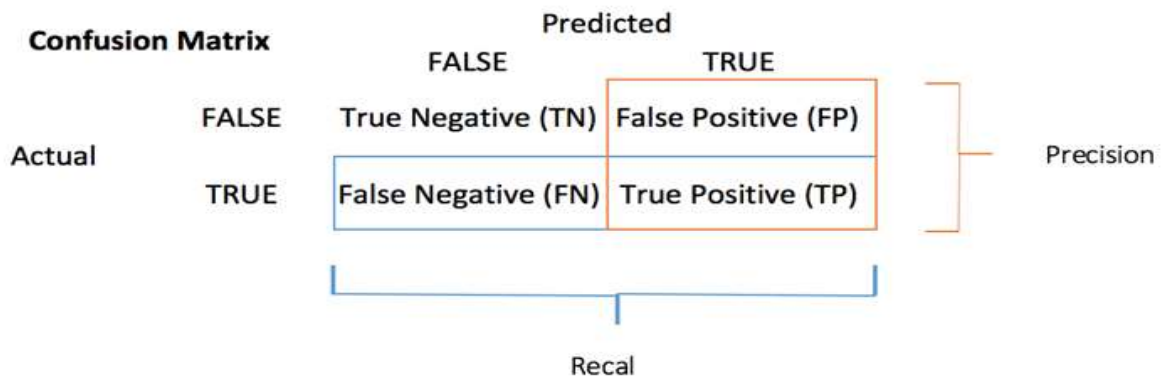 Confusion Matrix
Predicted
FALSE TRUE
FALSE True Negative (TN) False Positive (FP)
Actual
Precision
TRUE False Negative (FN) True Positive (TP)
Recal